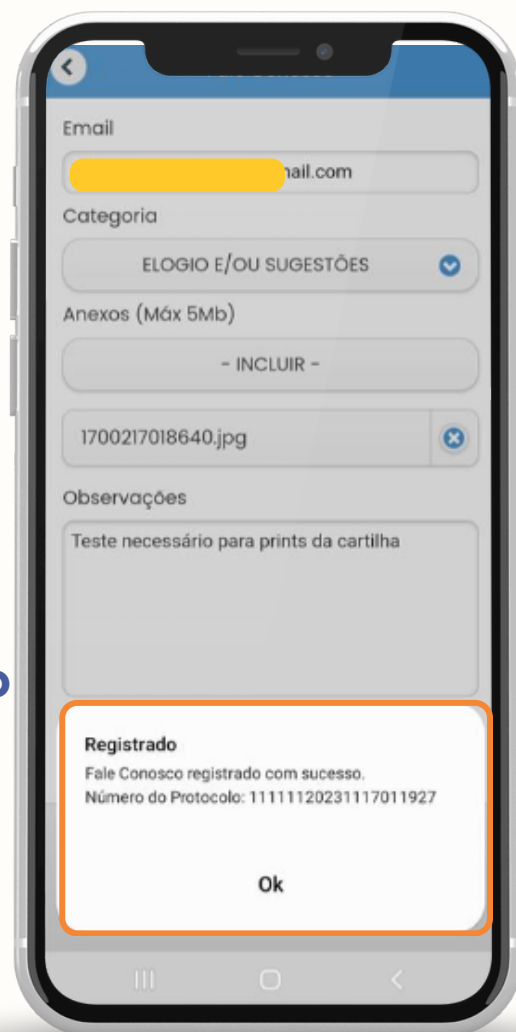 Email
mail.com
Categoria
ELOGIO E/OU SUGESTÕES
Anexos (Máx 5Mb)
- INCLUIR -
1700217018640.jpg
Observações
Teste necessário para prints da cartilha
Registrado
Fale Conosco registrado com sucesso.
Número do Protocolo: 11111120231117011927
Ok